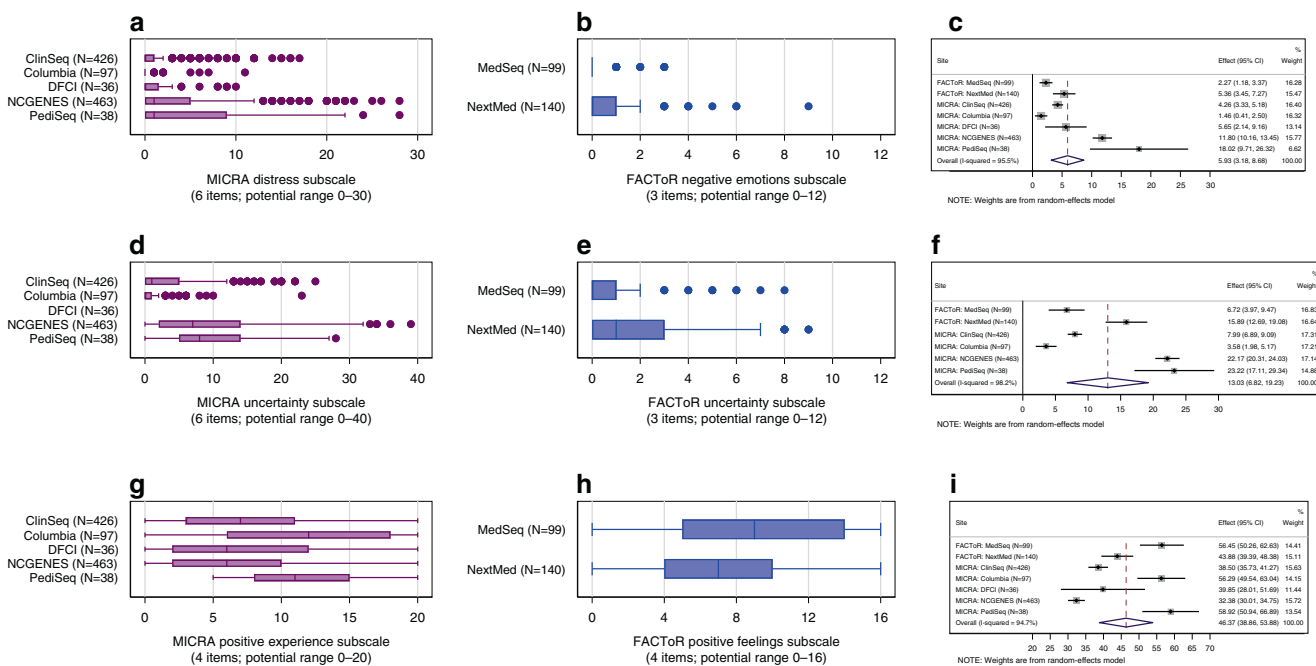 a
ClinSeq (N=426)
Columbia (N=97)
DFCI (N=36)
NCGENES (N=463)
PediSeq (N=38)
0 10 20 30
MICRA distress subscale
(6 items; potential range 0–30)
b
MedSeq (N=99)
NextMed (N=140)
0 2 4 6 8 10 12
FACToR negative emotions subscale
(3 items; potential range 0–12)
c
%
Site Effect (95% CI) Weight
FACToR: MedSeq (N=99) 2.27 (1.18, 3.37) 16.28
FACToR: NextMed (N=140) 5.36 (3.45, 7.27) 15.47
MICRA: ClinSeq (N=426) 4.26 (3.33, 5.18) 16.40
MICRA: Columbia (N=97) 1.46 (0.41, 2.50) 16.32
MICRA: DFCI (N=36) 5.65 (2.14, 9.16) 13.14
MICRA: NCGENES (N=463) 11.80 (10.16, 13.45) 15.77
MICRA: PediSeq (N=38) 18.02 (9.71, 26.32) 6.62
Overall (I-squared = 95.5%) 5.93 (3.18, 8.68) 100.00
0 5 10 15 20 25 30
NOTE: Weights are from random-effects model
d
ClinSeq (N=426)
Columbia (N=97)
DFCI (N=36)
NCGENES (N=463)
PediSeq (N=38)
0 10 20 30 40
MICRA uncertainty subscale
(6 items; potential range 0–40)
e
MedSeq (N=99)
NextMed (N=140)
0 2 4 6 8 10 12
FACToR uncertainty subscale
(3 items; potential range 0–12)
f
%
Site Effect (95% CI) Weight
FACToR: MedSeq (N=99) 6.72 (3.97, 9.47) 16.83
FACToR: NextMed (N=140) 15.89 (12.69, 19.08) 16.64
MICRA: ClinSeq (N=426) 7.99 (6.89, 9.09) 17.31
MICRA: Columbia (N=97) 3.58 (1.98, 5.17) 17.21
MICRA: NCGENES (N=463) 22.17 (20.31, 24.03) 17.14
MICRA: PediSeq (N=38) 23.22 (17.11, 29.34) 14.88
Overall (I-squared = 98.2%) 13.03 (6.82, 19.23) 100.00
0 5 10 15 20 25 30
NOTE: Weights are from random-effects model
g
ClinSeq (N=426)
Columbia (N=97)
DFCI (N=36)
NCGENES (N=463)
PediSeq (N=38)
0 10 20
MICRA positive experience subscale
(4 items; potential range 0–20)
h
MedSeq (N=99)
NextMed (N=140)
0 4 8 12 16
FACToR positive feelings subscale
(4 items; potential range 0–16)
i
%
Site Effect (95% CI) Weight
FACToR: MedSeq (N=99) 56.45 (50.26, 62.63) 14.41
FACToR: NextMed (N=140) 43.88 (39.39, 48.38) 15.11
MICRA: ClinSeq (N=426) 38.50 (35.73, 41.27) 15.63
MICRA: Columbia (N=97) 56.29 (49.54, 63.04) 14.15
MICRA: DFCI (N=36) 39.85 (28.01, 51.69) 11.44
MICRA: NCGENES (N=463) 32.38 (30.01, 34.75) 15.72
MICRA: PediSeq (N=38) 58.92 (50.94, 66.89) 13.54
Overall (I-squared = 94.7%) 46.37 (38.86, 53.88) 100.00
20 25 30 35 40 45 50 55 60 65 70
NOTE: Weights are from random-effects model